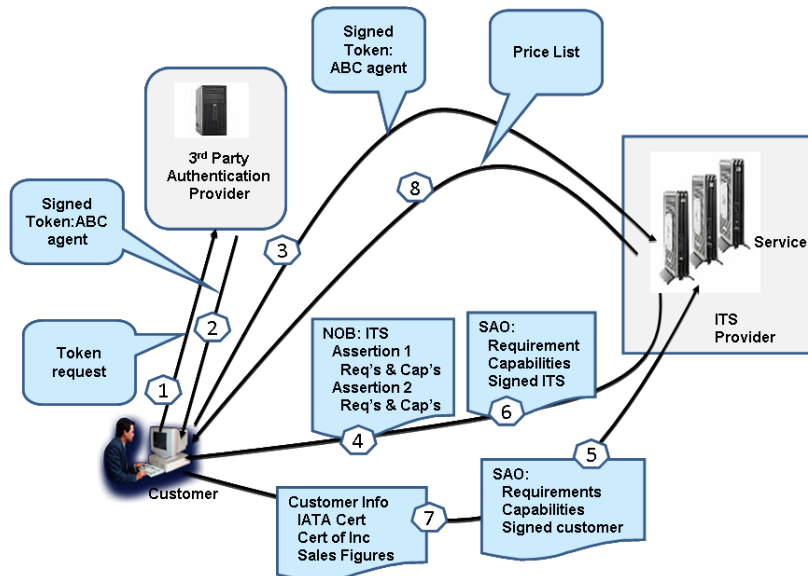 Signed
Token:
ABC agent
Price List
3rd Party
Authentication
Provider
Signed
Token:ABC
agent
Token
request
1
2
3
8
Service
ITS
Provider
NOB: ITS
Assertion 1
Req's & Cap's
Assertion 2
Req's & Cap's
4
SAO:
Requirement
Capabilities
Signed ITS
6
5
Customer
Customer Info
IATA Cert
Cert of Inc
Sales Figures
7
SAO:
Requirements
Capabilities
Signed customer